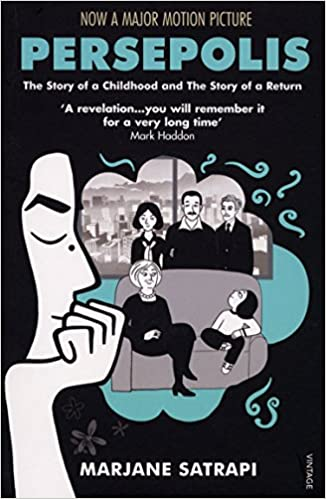 NOW A MAJOR MOTION PICTURE
PERSEPOLIS
The Story of a Childhood and The Story of a Return
‘A revelation...you will remember it
for a very long time’
Mark Haddon
MARJANE SATRAPI
VINTAGE